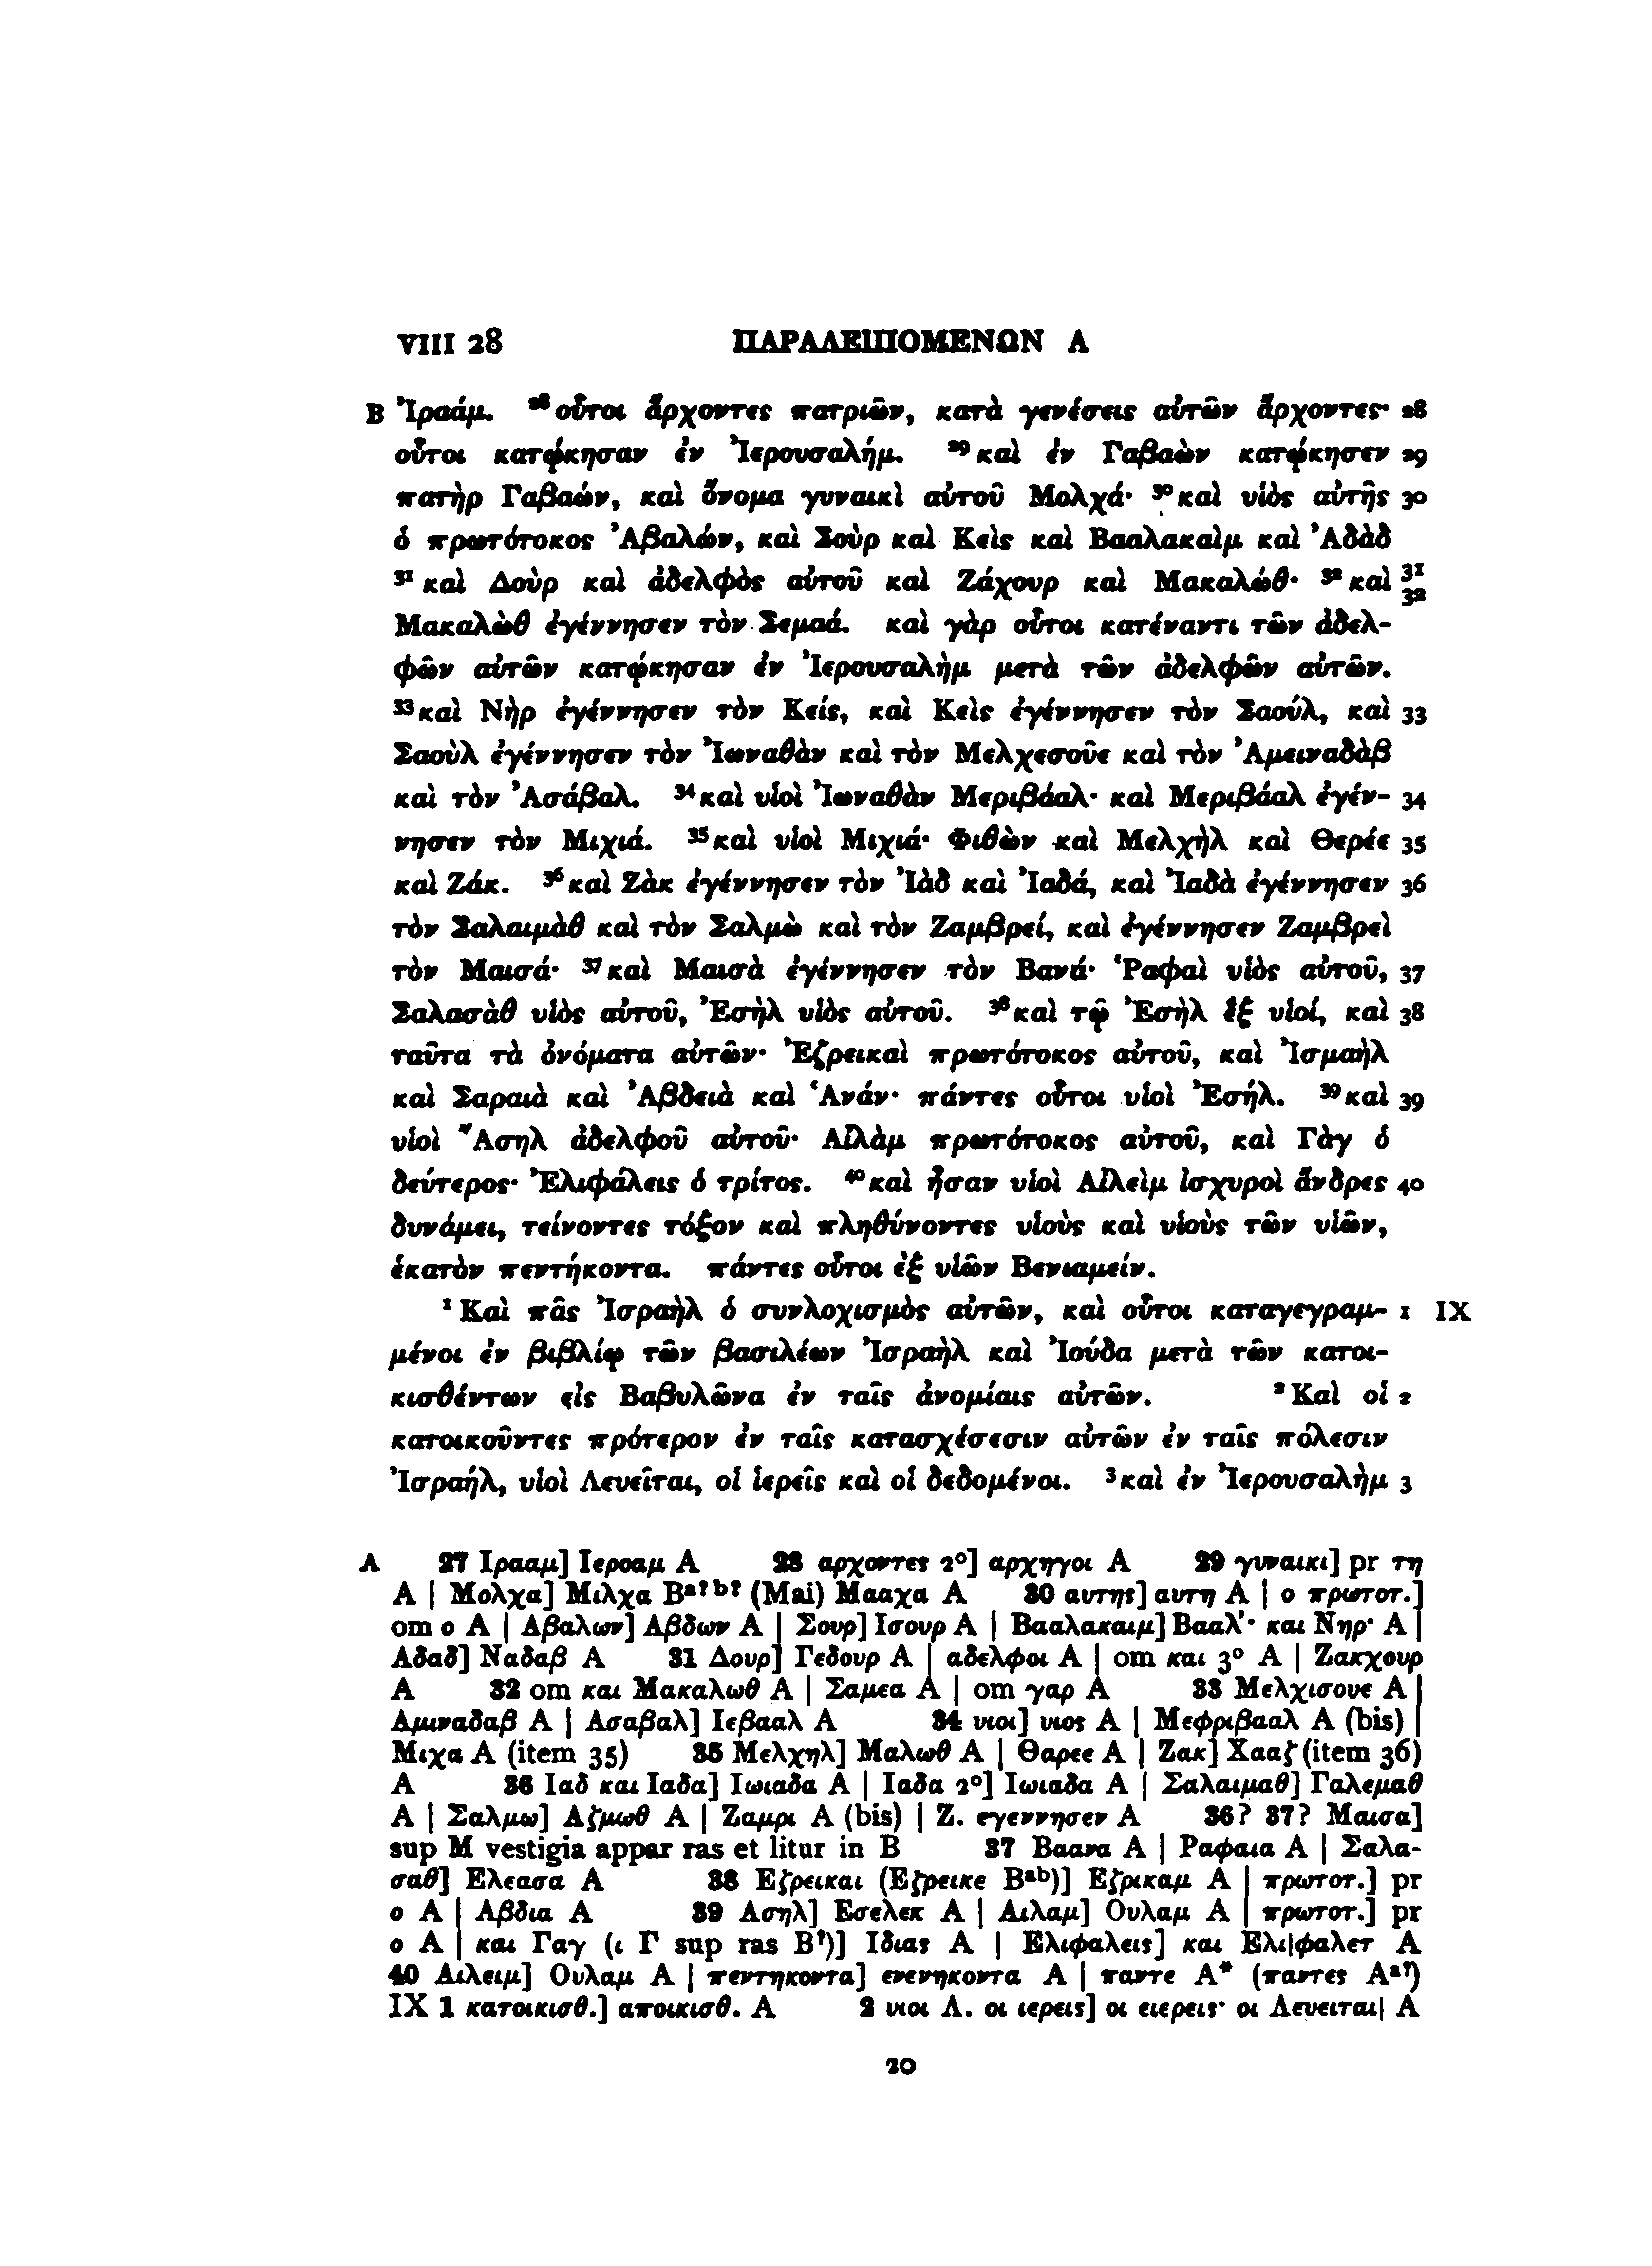 VIII 28 ΠΑΡΑΛΕΙΠΟΜΕΝΩΝ Α
B Ἰραάμ. ²⁸οὗτοι ἄρχοντες πατριῶν, κατὰ γενέσεις αὐτῶν ἄρχοντες· 28
οὗτοι κατῴκησαν ἐν Ἰερουσαλήμ. ²⁹καὶ ἐν Γαβαὼν κατῴκησεν 29
πατὴρ Γαβαών, καὶ ὄνομα γυναικὶ αὐτοῦ Μολχά· ³⁰καὶ υἱὸς αὐτῆς 30
ὁ πρωτότοκος Ἀβαλών, καὶ Σοὺρ καὶ Κεὶς καὶ Βααλακαὶμ καὶ Ἀδὰδ
³¹καὶ Δοὺρ καὶ ἀδελφὸς αὐτοῦ καὶ Ζάχουρ καὶ Μακαλώθ· ³²καὶ 31 32
Μακαλὼθ ἐγέννησεν τὸν Σεμαά. καὶ γὰρ οὗτοι κατέναντι τῶν ἀδελ-
φῶν αὐτῶν κατῴκησαν ἐν Ἰερουσαλὴμ μετὰ τῶν ἀδελφῶν αὐτῶν.
³³καὶ Νὴρ ἐγέννησεν τὸν Κείς, καὶ Κεὶς ἐγέννησεν τὸν Σαούλ, καὶ 33
Σαοὺλ ἐγέννησεν τὸν Ἰωναθὰν καὶ τὸν Μελχεσοῦε καὶ τὸν Ἀμειναδὰβ
καὶ τὸν Ἀσάβαλ. ³⁴καὶ υἱοὶ Ἰωναθὰν Μεριβάαλ· καὶ Μεριβάαλ ἐγέν- 34
νησεν τὸν Μιχιά. ³⁵καὶ υἱοὶ Μιχιά· Φιθὼν καὶ Μελχὴλ καὶ Θερέε 35
καὶ Ζάκ. ³⁶καὶ Ζὰκ ἐγέννησεν τὸν Ἰὰδ καὶ Ἰαδά, καὶ Ἰαδὰ ἐγέννησεν 36
τὸν Σαλαιμὰθ καὶ τὸν Σαλμὼ καὶ τὸν Ζαμβρεί, καὶ ἐγέννησεν Ζαμβρεὶ
τὸν Μαισά· ³⁷καὶ Μαισὰ ἐγέννησεν τὸν Βανά· Ῥαφαὶ υἱὸς αὐτοῦ, 37
Σαλασὰθ υἱὸς αὐτοῦ, Ἐσὴλ υἱὸς αὐτοῦ. ³⁸καὶ τῷ Ἐσὴλ ἓξ υἱοί, καὶ 38
ταῦτα τὰ ὀνόματα αὐτῶν· Ἐζρεικαὶ πρωτότοκος αὐτοῦ, καὶ Ἰσμαὴλ
καὶ Σαραιὰ καὶ Ἀβδειὰ καὶ Ἁνάν· πάντες οὗτοι υἱοὶ Ἐσήλ. ³⁹καὶ 39
υἱοὶ Ἄσηλ ἀδελφοῦ αὐτοῦ· Αἰλὰμ πρωτότοκος αὐτοῦ, καὶ Γὰγ ὁ
δεύτερος· Ἐλιφάλεις ὁ τρίτος. ⁴⁰καὶ ἦσαν υἱοὶ Αἰλεὶμ ἰσχυροὶ ἄνδρες 40
δυνάμει, τείνοντες τόξον καὶ πληθύνοντες υἱοὺς καὶ υἱοὺς τῶν υἱῶν,
ἑκατὸν πεντήκοντα. πάντες οὗτοι ἐξ υἱῶν Βενιαμείν.
¹Καὶ πᾶς Ἰσραὴλ ὁ συνλοχισμὸς αὐτῶν, καὶ οὗτοι καταγεγραμ- 1 IX
μένοι ἐν βιβλίῳ τῶν βασιλέων Ἰσραὴλ καὶ Ἰούδα μετὰ τῶν κατοι-
κισθέντων εἰς Βαβυλῶνα ἐν ταῖς ἀνομίαις αὐτῶν. ²Καὶ οἱ 2
κατοικοῦντες πρότερον ἐν ταῖς κατασχέσεσιν αὐτῶν ἐν ταῖς πόλεσιν
Ἰσραήλ, υἱοὶ Λευεῖται, οἱ ἱερεῖς καὶ οἱ δεδομένοι. ³καὶ ἐν Ἰερουσαλὴμ 3
A 27 Ιρααμ] Ιεροαμ A 28 αρχοντες 2°] αρχηγοι A 29 γυναικι] pr τη
A | Μολχα] Μιλχα Bᵃ?ᵇ? (Mai) Μααχα A 30 αυτης] αυτη A | ο πρωτοτ.]
om ο A | Αβαλων] Αβδων A | Σουρ] Ισουρ A | Βααλακαιμ] Βααλʼ· και Νηρ· A |
Αδαδ] Ναδαβ A 31 Δουρ] Γεδουρ A | αδελφοι A | om και 3° A | Ζακχουρ
A 32 om και Μακαλωθ A | Σαμεα A | om γαρ A 33 Μελχισουε A |
Αμιναδαβ A | Ασαβαλ] Ιεβααλ A 34 υιοι] υιος A | Μεφριβααλ A (bis) |
Μιχα A (item 35) 35 Μελχηλ] Μαλωθ A | Θαρεε A | Ζακ] Χααζ (item 36)
A 36 Ιαδ και Ιαδα] Ιωιαδα A | Ιαδα 2°] Ιωιαδα A | Σαλαιμαθ] Γαλεμαθ
A | Σαλμω] Αζμωθ A | Ζαμρι A (bis) | Ζ. εγεννησεν A 36? 37? Μαισα]
sup Μ vestigia appar ras et litur in B 37 Βαανα A | Ραφαια A | Σαλα-
σαθ] Ελεασα A 38 Εζρεικαι (Εζρεικε Bᵃᵇ)] Εζρικαμ A | πρωτοτ.] pr
ο A | Αβδια A 39 Ασηλ] Εσελεκ A | Αιλαμ] Ουλαμ A | πρωτοτ.] pr
ο A | και Γαγ (ι Γ sup ras B?)] Ιδιας A | Ελιφαλεις] και Ελι|φαλετ A
40 Αιλειμ] Ουλαμ A | πεντηκοντα] ενενηκοντα A | παντε A* (παντες Aᵃ?)
IX 1 κατοικισθ.] αποικισθ. A 2 υιοι Λ. οι ιερεις] οι ειερεις· οι Λευειται| A
20